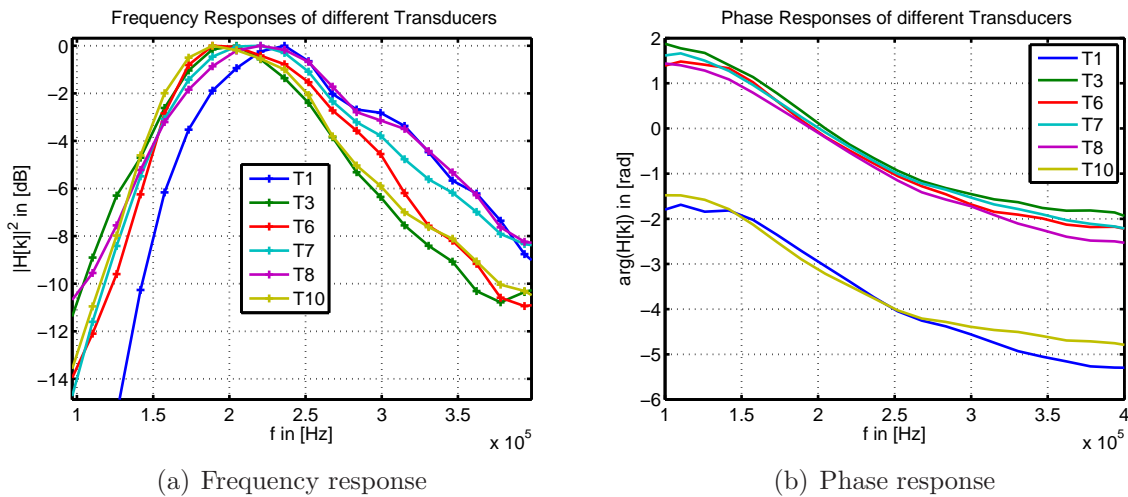 Frequency Responses of different Transducers
0
−2
−4
−6
−8
−10
−12
−14
|H[k]|² in [dB]
T1
T3
T6
T7
T8
T10
1
1.5
2
2.5
3
3.5
x 10⁵
f in [Hz]
(a) Frequency response
Phase Responses of different Transducers
2
1
0
−1
−2
−3
−4
−5
−6
arg(H[k]) in [rad]
T1
T3
T6
T7
T8
T10
1
1.5
2
2.5
3
3.5
4
x 10⁵
f in [Hz]
(b) Phase response